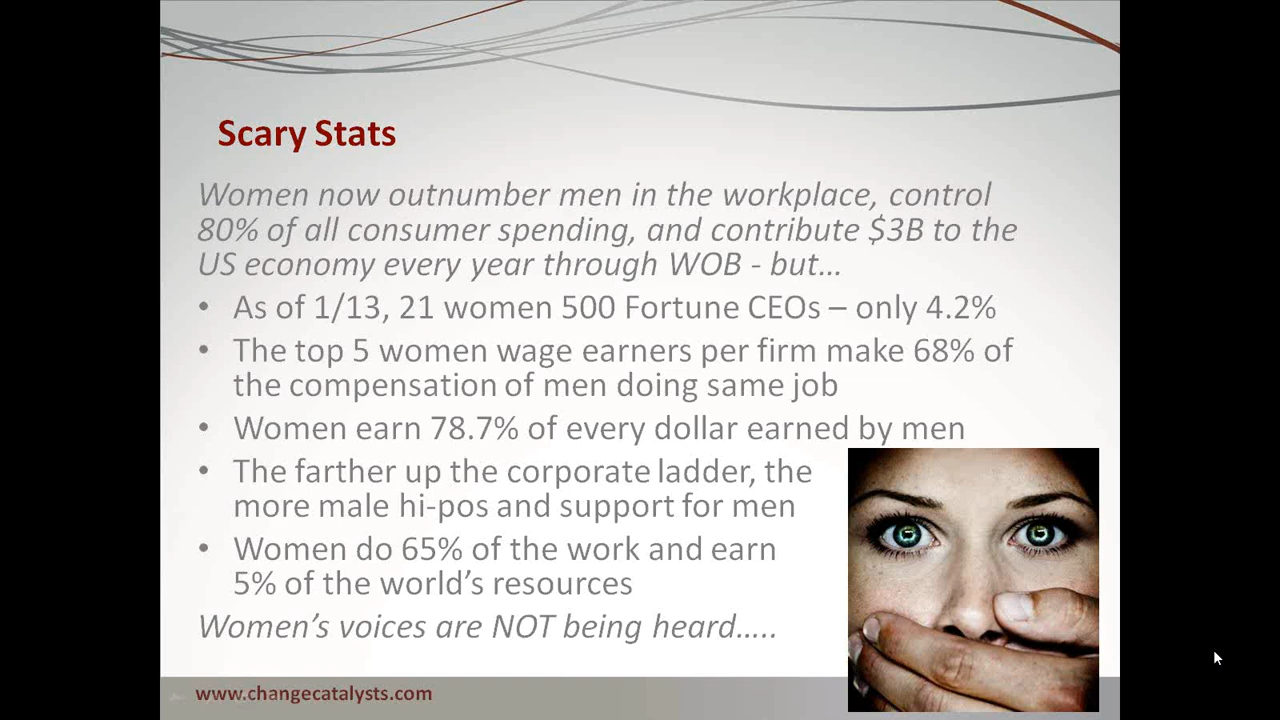 Scary Stats
Women now outnumber men in the workplace, control
80% of all consumer spending, and contribute $3B to the
US economy every year through WOB - but…
• As of 1/13, 21 women 500 Fortune CEOs – only 4.2%
• The top 5 women wage earners per firm make 68% of
the compensation of men doing same job
• Women earn 78.7% of every dollar earned by men
• The farther up the corporate ladder, the
more male hi-pos and support for men
• Women do 65% of the work and earn
5% of the world’s resources
Women’s voices are NOT being heard…..
www.changecatalysts.com